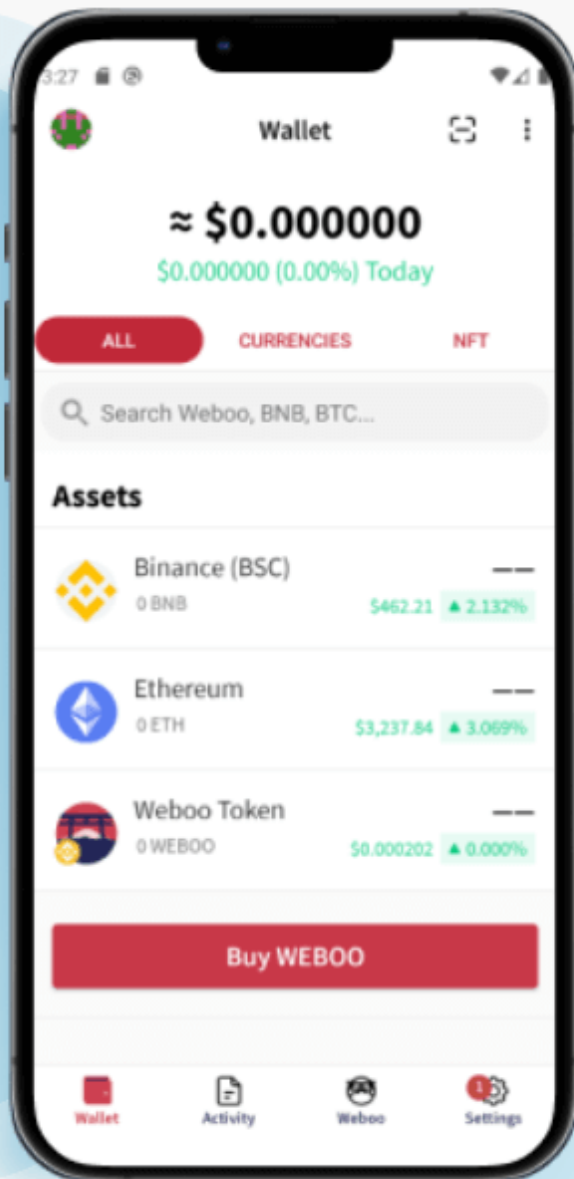 3:27
Wallet
≈ $0.000000
$0.000000 (0.00%) Today
ALL CURRENCIES NFT
Search Weboo, BNB, BTC...
Assets
Binance (BSC) ——
0 BNB $462.21 ▲ 2.132%
Ethereum ——
0 ETH $3,237.84 ▲ 3.069%
Weboo Token ——
0 WEBOO $0.000202 ▲ 0.000%
Buy WEBOO
1
Wallet Activity Weboo Settings